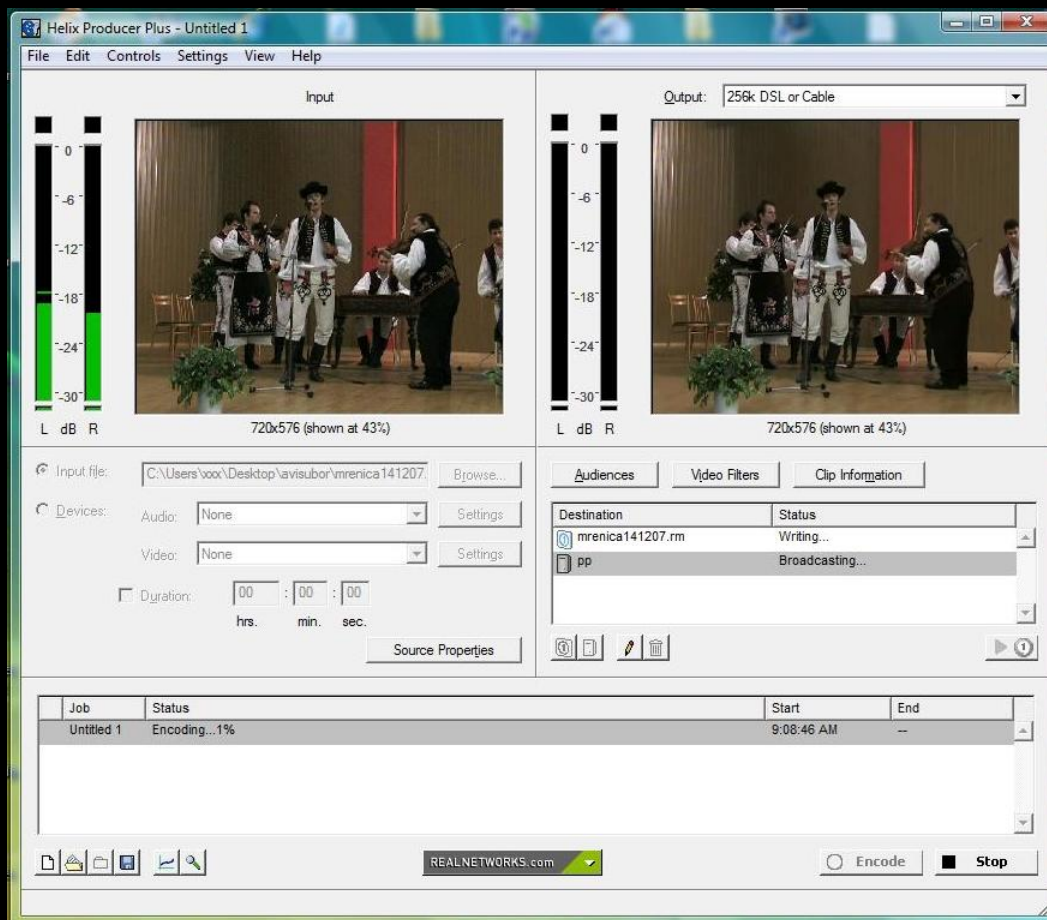 Helix Producer Plus - Untitled 1
File Edit Controls Settings View Help
Input
0
-6
-12
-18
-24
-30
L dB R
720x576 (shown at 43%)
Output: 256k DSL or Cable
0
-6
-12
-18
-24
-30
L dB R
720x576 (shown at 43%)
Input file: C:\Users\xxx\Desktop\avisubor\mrenica141207. Browse...
Devices: Audio: None Settings
Video: None Settings
Duration: 00 : 00 : 00
hrs. min. sec.
Source Properties
Audiences Video Filters Clip Information
Destination Status
mrenica141207.rm Writing...
pp Broadcasting...
Job Status Start End
Untitled 1 Encoding...1% 9:08:46 AM --
REALNETWORKS.com
Encode Stop